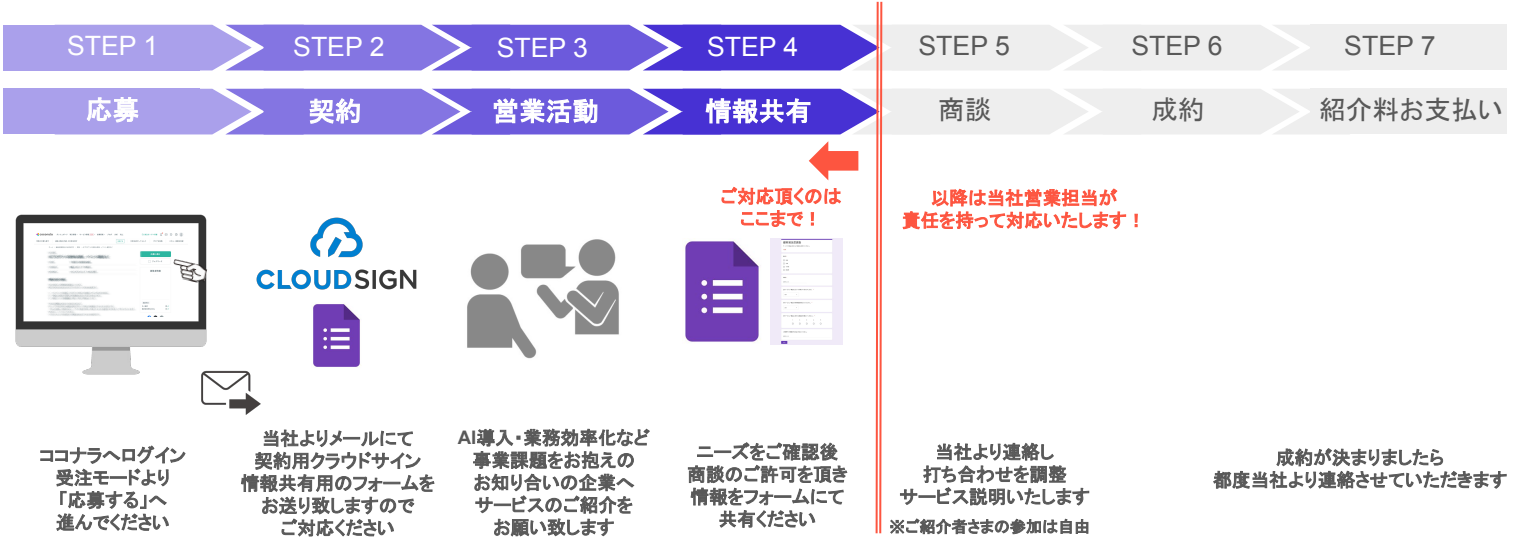 STEP 1
STEP 2
STEP 3
STEP 4
STEP 5
STEP 6
STEP 7
応募
契約
営業活動
情報共有
商談
成約
紹介料お支払い
ご対応頂くのは
ここまで！
以降は当社営業担当が
責任を持って対応いたします！
CLOUDSIGN
ココナラへログイン
受注モードより
「応募する」へ
進んでください
当社よりメールにて
契約用クラウドサイン
情報共有用のフォームを
お送り致しますので
ご対応ください
AI導入・業務効率化など
事業課題をお抱えの
お知り合いの企業へ
サービスのご紹介を
お願い致します
ニーズをご確認後
商談のご許可を頂き
情報をフォームにて
共有ください
当社より連絡し
打ち合わせを調整
サービス説明いたします
※ご紹介者さまの参加は自由
成約が決まりましたら
都度当社より連絡させていただきます